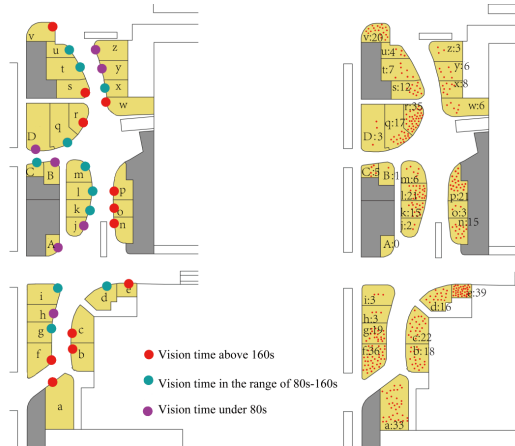 v
u
t
s
z
y
x
w
r
q
D
C
B
A
m
l
k
j
p
o
n
i
h
g
f
e
d
c
b
a
Vision time above 160s
Vision time in the range of 80s-160s
Vision time under 80s
v:20
u:4
t:7
s:12
z:3
y:6
x:8
w:6
r:35
q:17
D:3
C:5
B:1
A:0
m:6
l:21
k:15
j:2
p:21
o:3
n:15
i:3
h:3
g:19
f:36
e:39
d:16
c:22
b:18
a:33